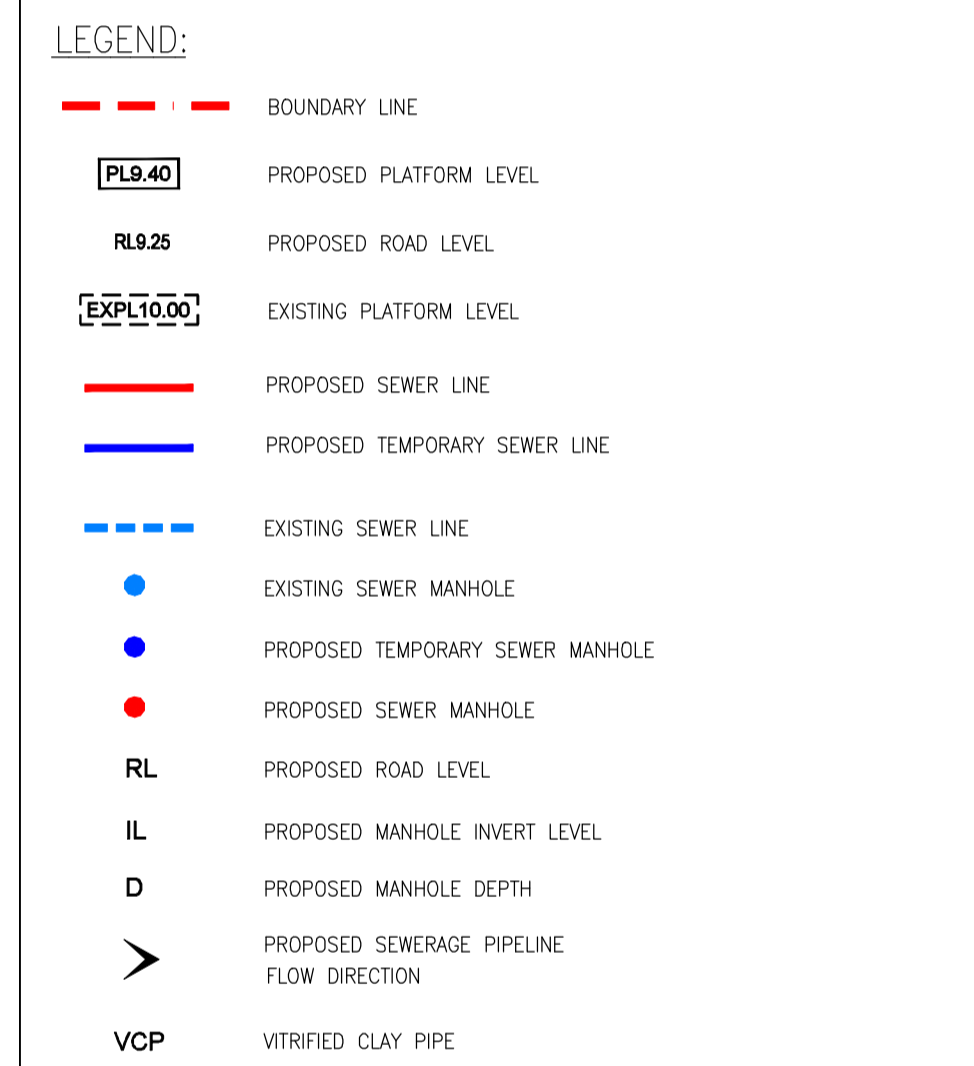 LEGEND:
BOUNDARY LINE
PL9.40 PROPOSED PLATFORM LEVEL
RL9.25 PROPOSED ROAD LEVEL
EXPL10.00 EXISTING PLATFORM LEVEL
PROPOSED SEWER LINE
PROPOSED TEMPORARY SEWER LINE
EXISTING SEWER LINE
EXISTING SEWER MANHOLE
PROPOSED TEMPORARY SEWER MANHOLE
PROPOSED SEWER MANHOLE
RL PROPOSED ROAD LEVEL
IL PROPOSED MANHOLE INVERT LEVEL
D PROPOSED MANHOLE DEPTH
PROPOSED SEWERAGE PIPELINE
FLOW DIRECTION
VCP VITRIFIED CLAY PIPE